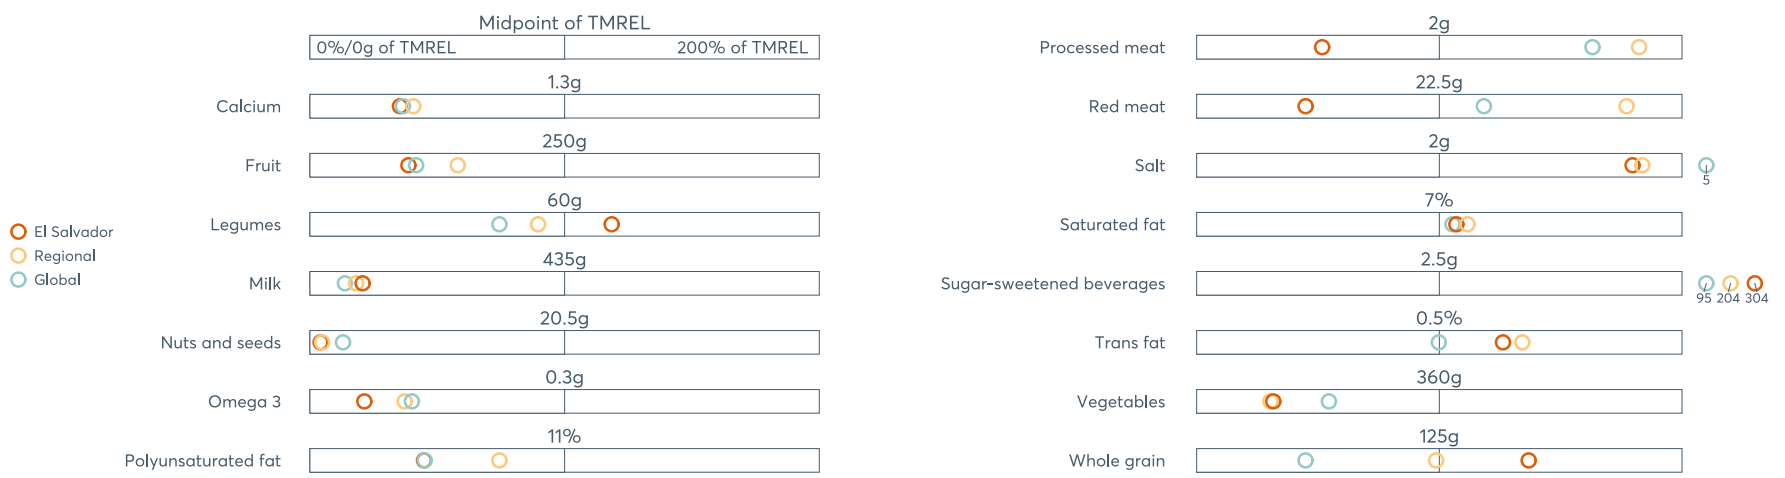 Midpoint of TMREL
0%/0g of TMREL 200% of TMREL
1.3g
Calcium
250g
Fruit
60g
Legumes
435g
Milk
20.5g
Nuts and seeds
0.3g
Omega 3
11%
Polyunsaturated fat
El Salvador
Regional
Global
2g
Processed meat
22.5g
Red meat
2g
Salt
5
7%
Saturated fat
2.5g
Sugar-sweetened beverages
95 204 304
0.5%
Trans fat
360g
Vegetables
125g
Whole grain